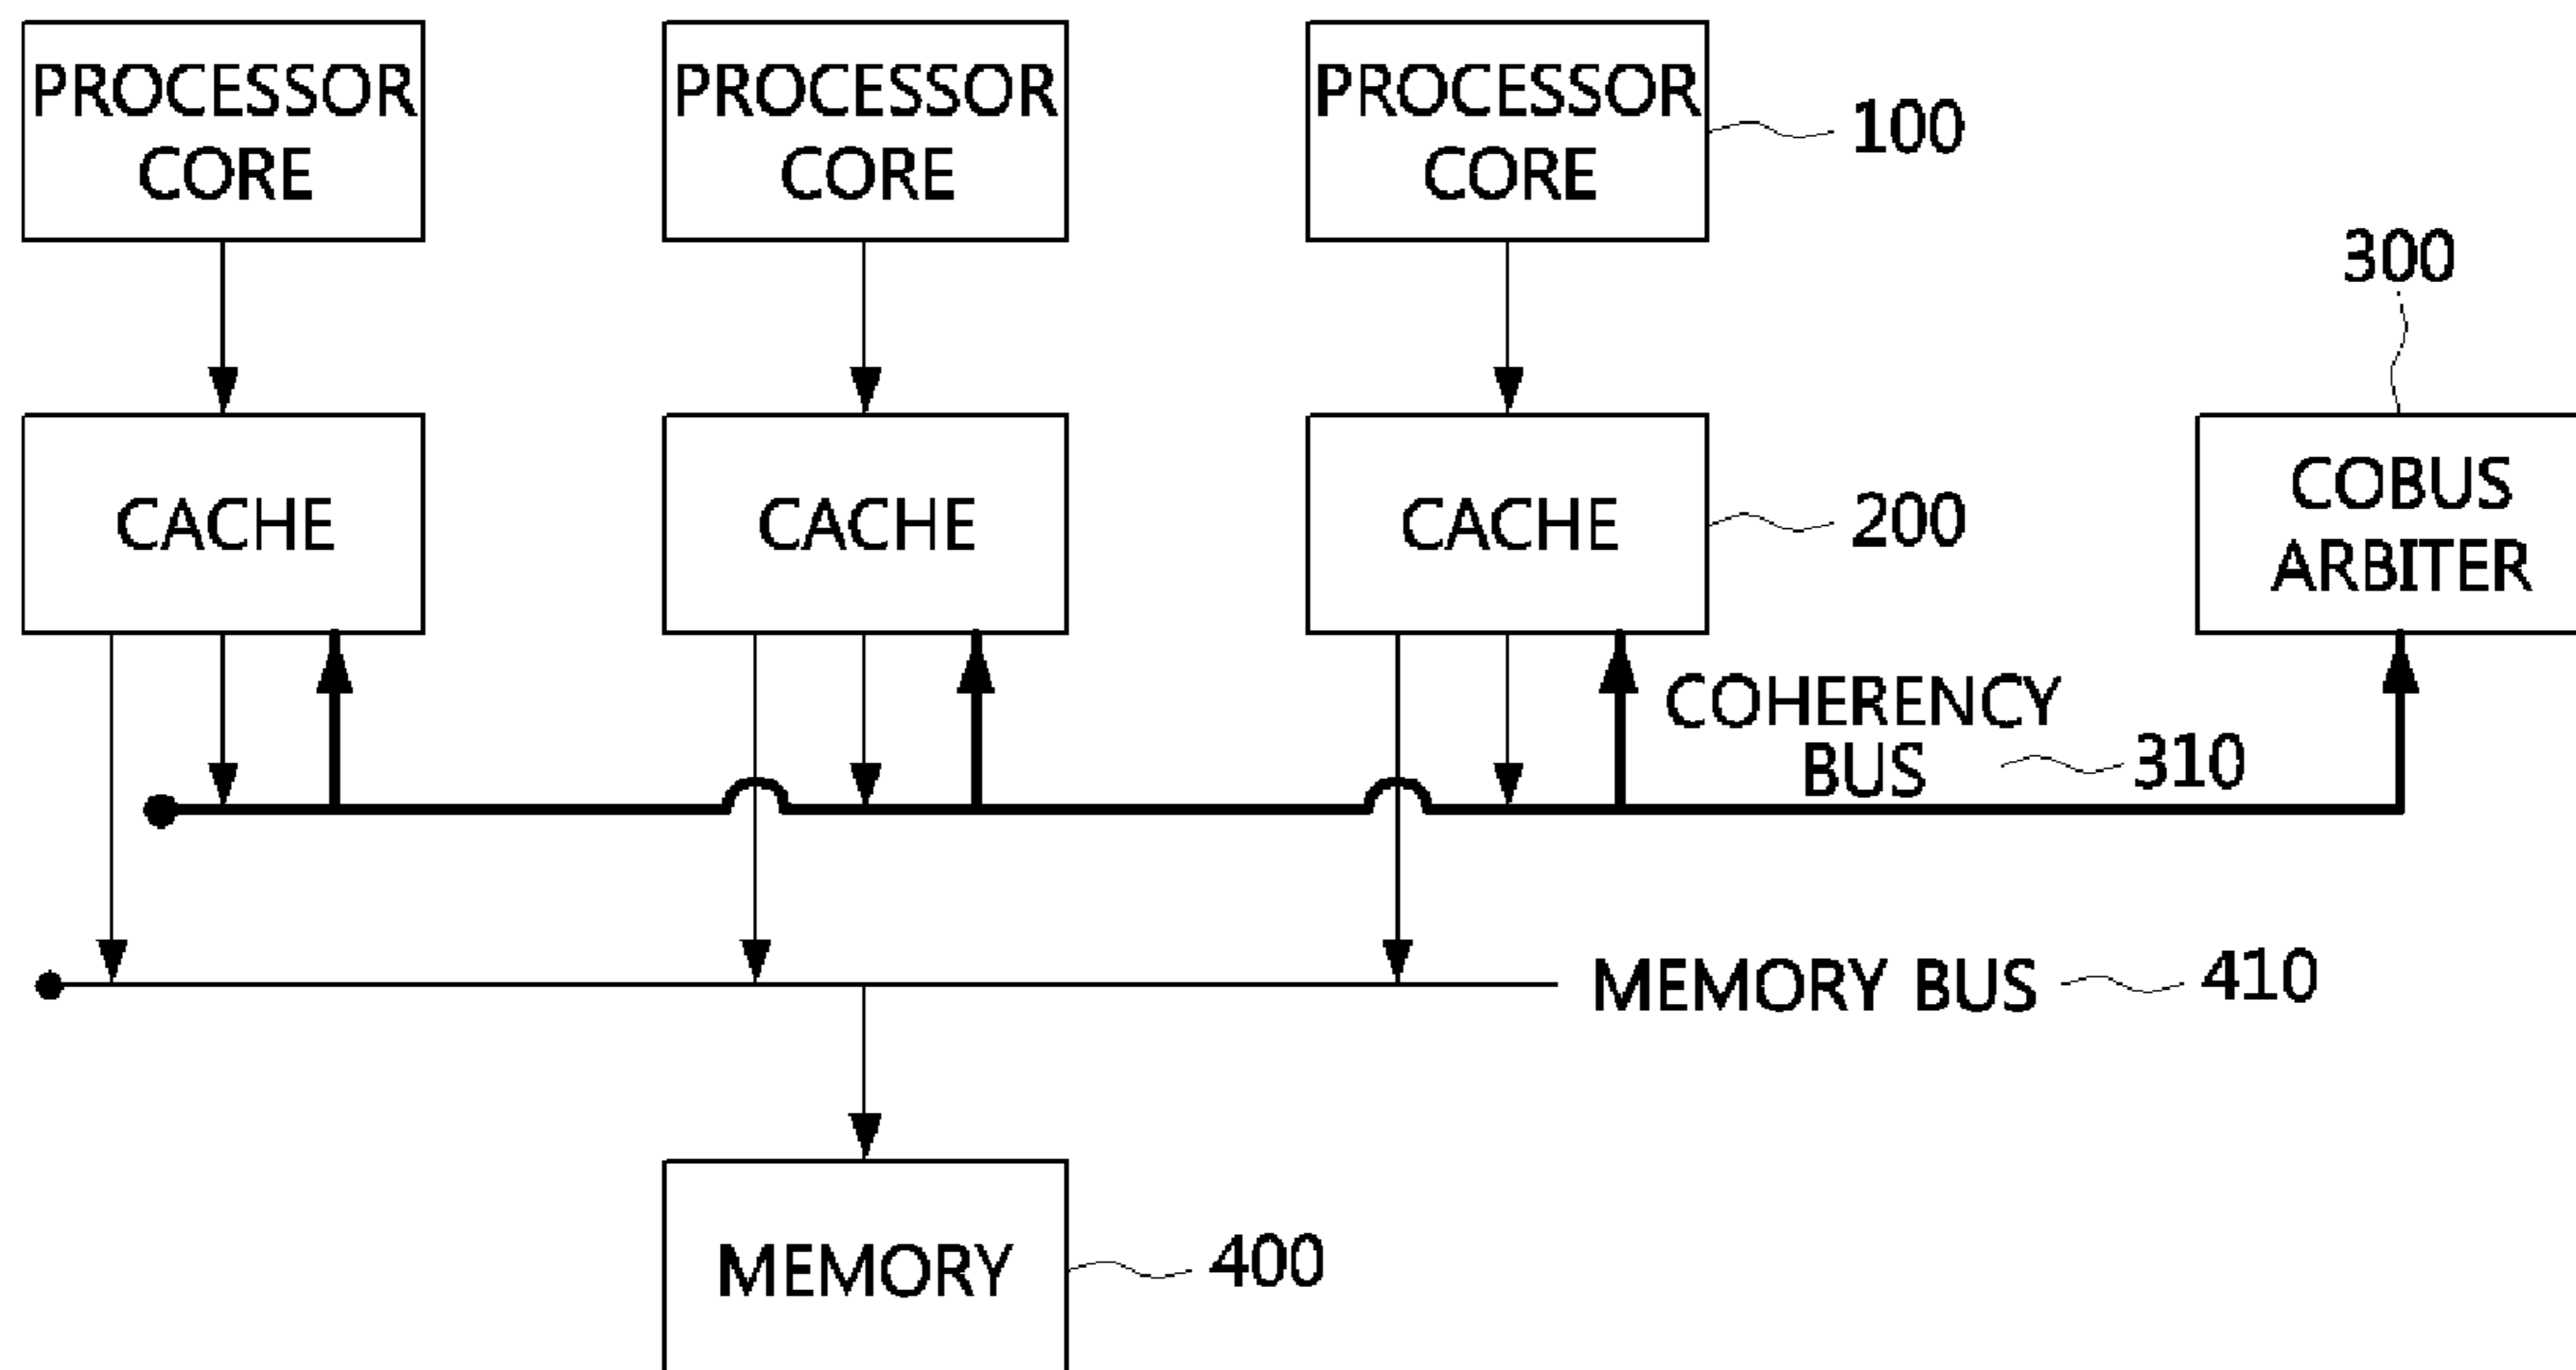 PROCESSOR
CORE
PROCESSOR
CORE
PROCESSOR
CORE
100
300
CACHE
CACHE
CACHE
200
COBUS
ARBITER
COHERENCY
BUS
310
MEMORY BUS
410
MEMORY
400